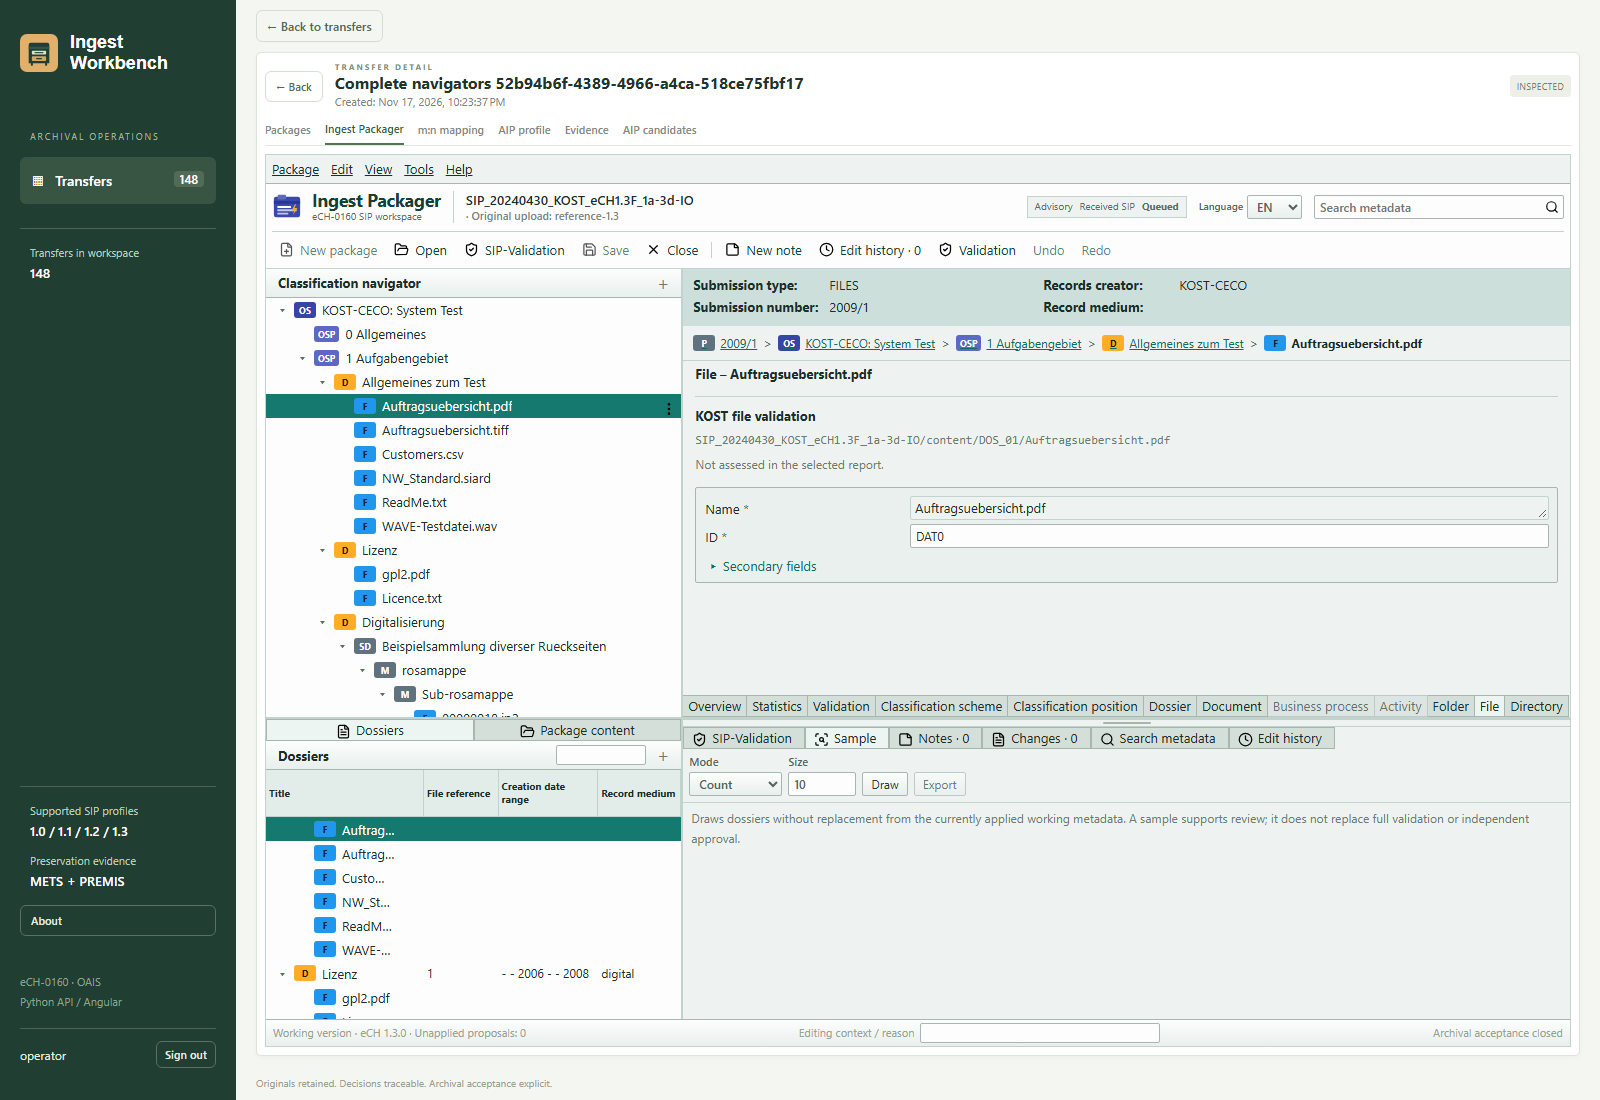 Ingest
Workbench
ARCHIVAL OPERATIONS
Transfers 148
Transfers in workspace
148
Supported SIP profiles
1.0 / 1.1 / 1.2 / 1.3
Preservation evidence
METS + PREMIS
About
eCH-0160 · OAIS
Python API / Angular
operator Sign out
← Back to transfers
← Back
TRANSFER DETAIL
Complete navigators 52b94b6f-4389-4966-a4ca-518ce75fbf17
Created: Nov 17, 2026, 10:23:37 PM
INSPECTED
Packages Ingest Packager m:n mapping AIP profile Evidence AIP candidates
Package Edit View Tools Help
Ingest Packager
eCH-0160 SIP workspace
SIP_20240430_KOST_eCH1.3F_1a-3d-IO
· Original upload: reference-1.3
Advisory Received SIP Queued
Language EN
Search metadata
New package Open SIP-Validation Save Close New note Edit history · 0 Validation Undo Redo
Classification navigator +
OS KOST-CECO: System Test
OSP 0 Allgemeines
OSP 1 Aufgabengebiet
D Allgemeines zum Test
F Auftragsuebersicht.pdf
F Auftragsuebersicht.tiff
F Customers.csv
F NW_Standard.siard
F ReadMe.txt
F WAVE-Testdatei.wav
D Lizenz
F gpl2.pdf
F Licence.txt
D Digitalisierung
SD Beispielsammlung diverser Rueckseiten
M rosamappe
M Sub-rosamappe
Dossiers Package content
Dossiers +
Title File reference Creation date range Record medium
F Auftrag...
F Auftrag...
F Custo...
F NW_St...
F ReadM...
F WAVE-...
D Lizenz 1 - - 2006 - - 2008 digital
F gpl2.pdf
Submission type: FILES Records creator: KOST-CECO
Submission number: 2009/1 Record medium:
P 2009/1 > OS KOST-CECO: System Test > OSP 1 Aufgabengebiet > D Allgemeines zum Test > F Auftragsuebersicht.pdf
File – Auftragsuebersicht.pdf
KOST file validation
SIP_20240430_KOST_eCH1.3F_1a-3d-IO/content/DOS_01/Auftragsuebersicht.pdf
Not assessed in the selected report.
Name * Auftragsuebersicht.pdf
ID * DAT0
Secondary fields
Overview Statistics Validation Classification scheme Classification position Dossier Document Business process Activity Folder File Directory
SIP-Validation Sample Notes · 0 Changes · 0 Search metadata Edit history
Mode Size
Count 10 Draw Export
Draws dossiers without replacement from the currently applied working metadata. A sample supports review; it does not replace full validation or independent
approval.
Working version · eCH 1.3.0 · Unapplied proposals: 0 Editing context / reason Archival acceptance closed
Originals retained. Decisions traceable. Archival acceptance explicit.